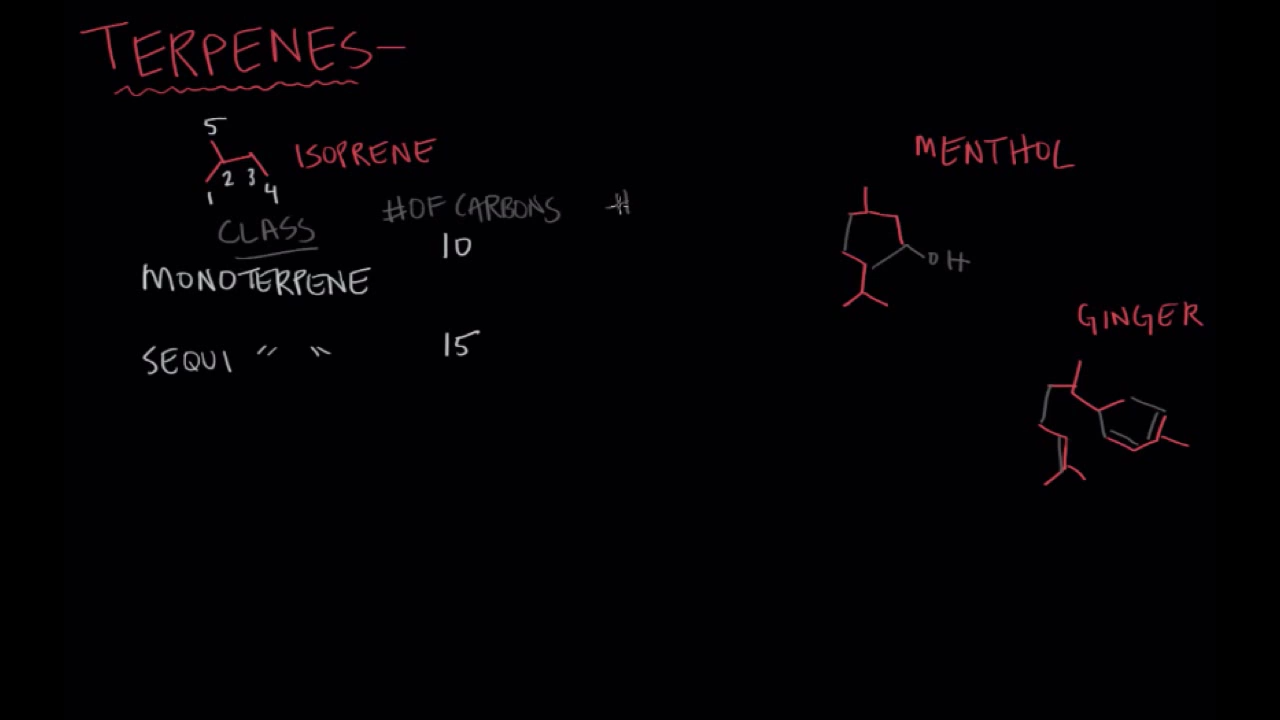 TERPENES-
5
ISOPRENE
1 2 3 4
CLASS #OF CARBONS #
MONOTERPENE 10
SEQUI " " 15
MENTHOL
OH
GINGER